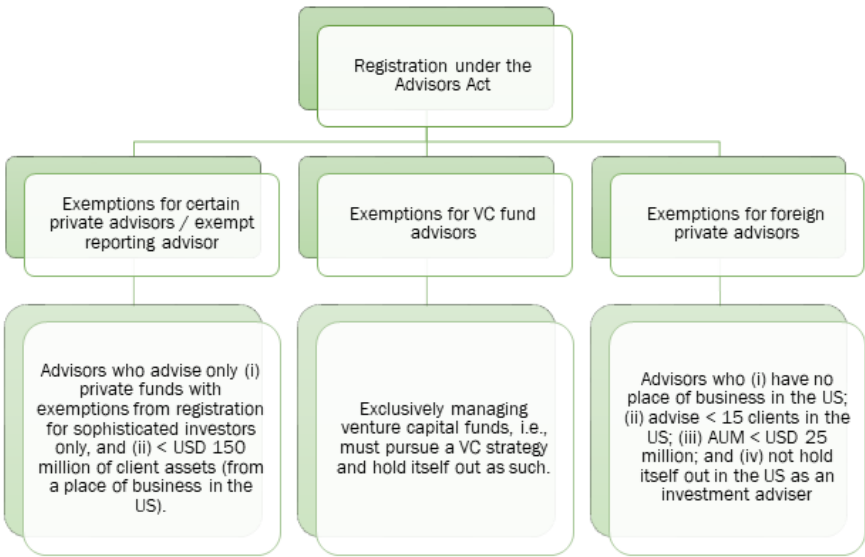 Registration under the
Advisors Act
Exemptions for certain
private advisors / exempt
reporting advisor
Exemptions for VC fund
advisors
Exemptions for foreign
private advisors
Advisors who advise only (i)
private funds with
exemptions from registration
for sophisticated investors
only, and (ii) < USD 150
million of client assets (from
a place of business in the
US).
Exclusively managing
venture capital funds, i.e.,
must pursue a VC strategy
and hold itself out as such.
Advisors who (i) have no
place of business in the US;
(ii) advise < 15 clients in the
US; (iii) AUM < USD 25
million; and (iv) not hold
itself out in the US as an
investment adviser